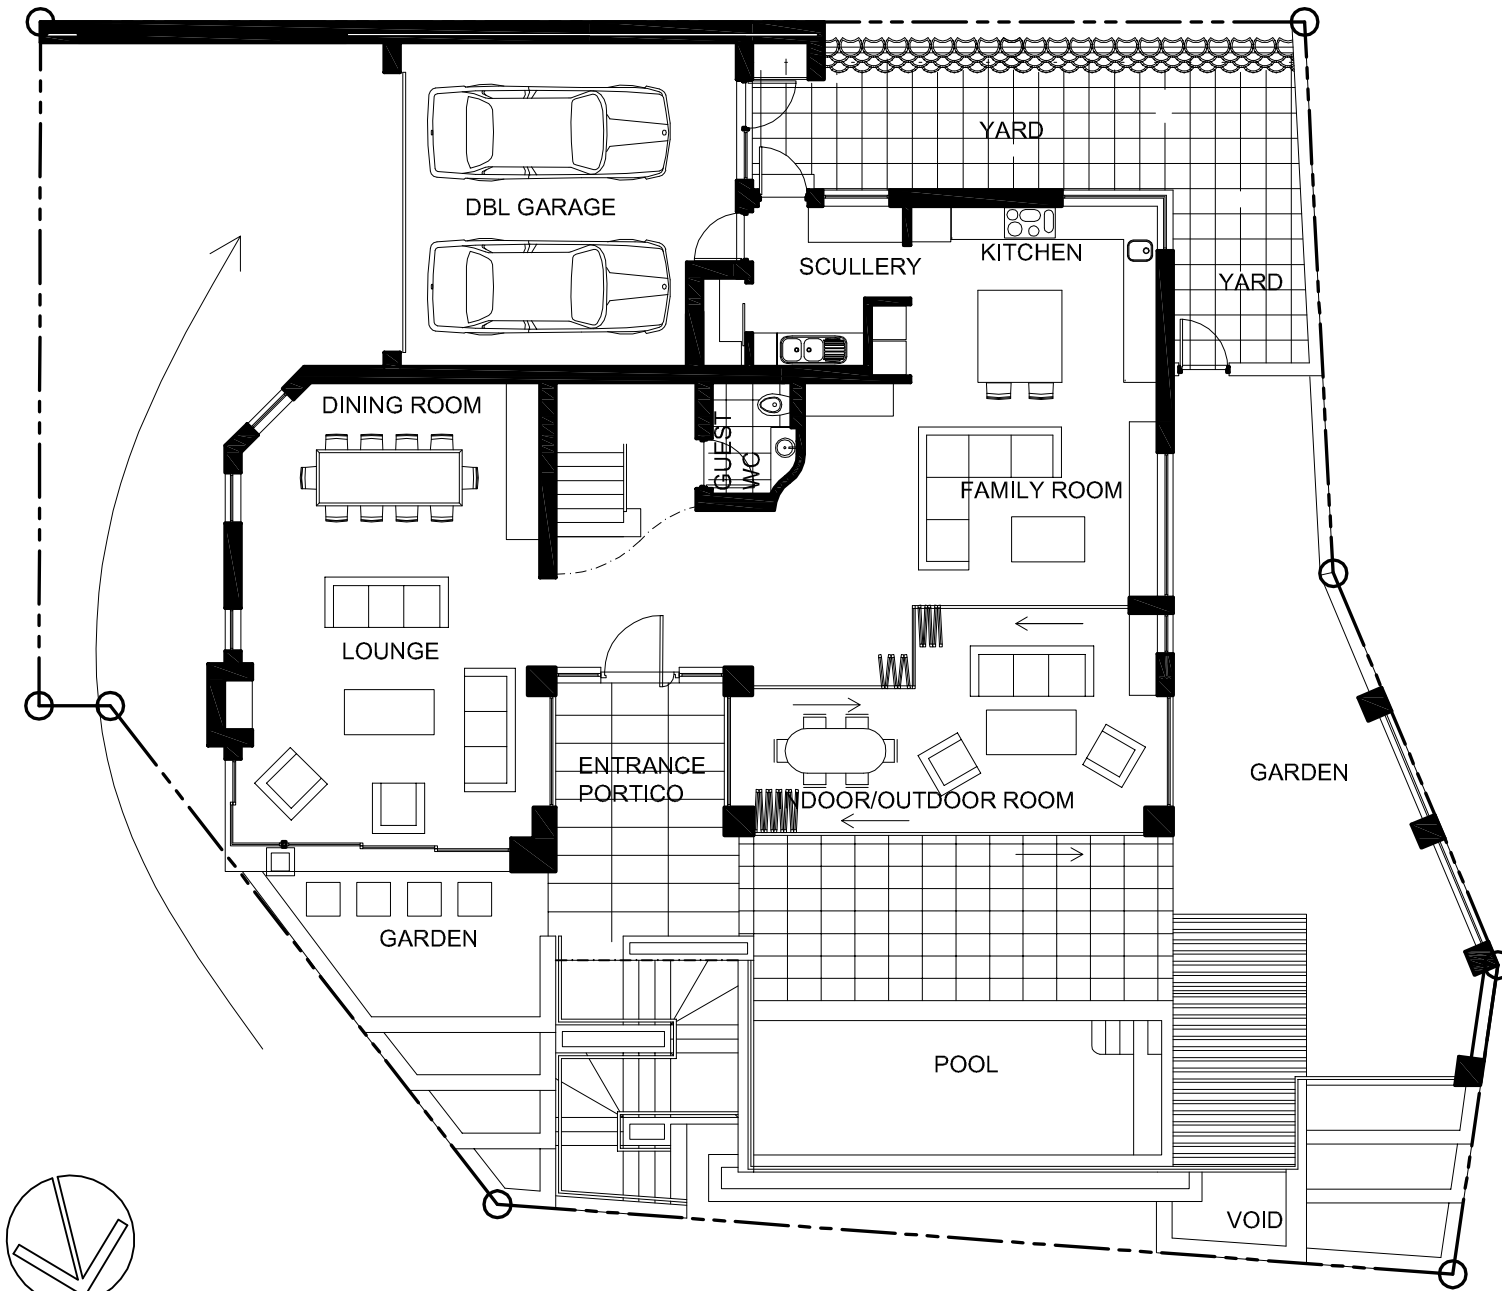 YARD
DBL GARAGE
SCULLERY
KITCHEN
YARD
DINING ROOM
GUEST
WC
FAMILY ROOM
LOUNGE
ENTRANCE
PORTICO
GARDEN
INDOOR/OUTDOOR ROOM
GARDEN
POOL
VOID